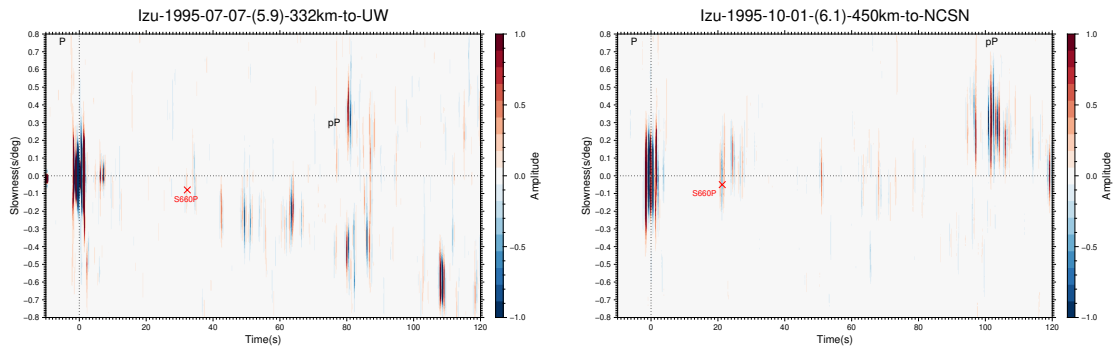 Izu-1995-07-07-(5.9)-332km-to-UW
P
pP
S660P
0.8
0.7
0.6
0.5
0.4
0.3
0.2
0.1
0.0
−0.1
−0.2
−0.3
−0.4
−0.5
−0.6
−0.7
−0.8
Slowness(s/deg)
0 20 40 60 80 100 120
Time(s)
1.0
0.5
0.0
−0.5
−1.0
Amplitude
Izu-1995-10-01-(6.1)-450km-to-NCSN
P
pP
S660P
0.8
0.7
0.6
0.5
0.4
0.3
0.2
0.1
0.0
−0.1
−0.2
−0.3
−0.4
−0.5
−0.6
−0.7
−0.8
Slowness(s/deg)
0 20 40 60 80 100 120
Time(s)
1.0
0.5
0.0
−0.5
−1.0
Amplitude